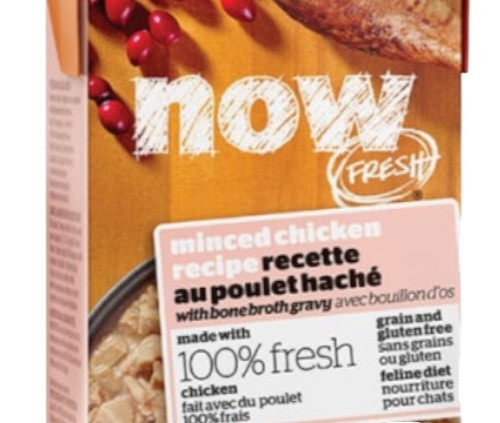 now
FRESH
®
minced chicken
recipe recette
au poulet haché
with bone broth gravy avec bouillon d'os
made with
100% fresh
chicken
fait avec du poulet
100% frais
grain and
gluten free
sans grains
ou gluten
feline diet
nourriture
pour chats